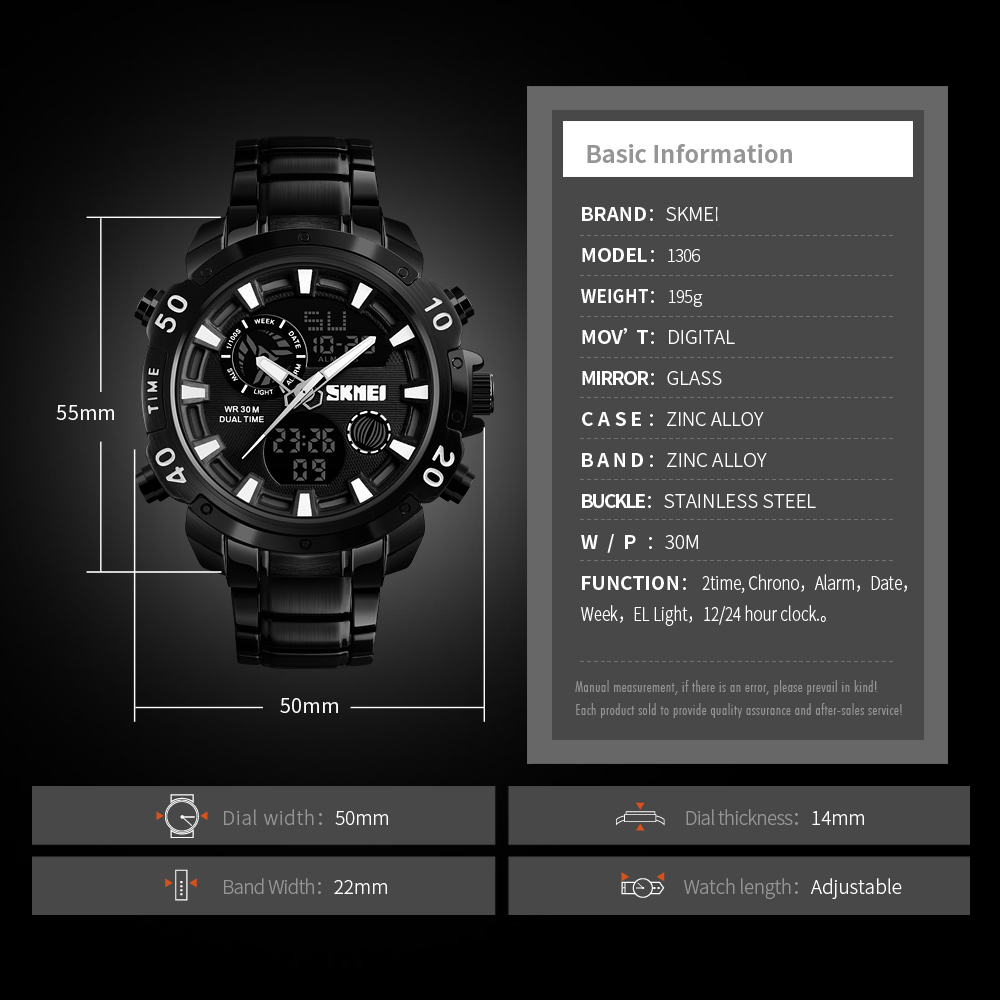 Basic Information
BRAND: SKMEI
MODEL: 1306
WEIGHT: 195g
MOV' T: DIGITAL
MIRROR: GLASS
CASE: ZINC ALLOY
BAND: ZINC ALLOY
BUCKLE: STAINLESS STEEL
W / P : 30M
FUNCTION: 2time, Chrono, Alarm, Date,
Week, EL Light, 12/24 hour clock.。
Manual measurement, if there is an error, please prevail in kind!
Each product sold to provide quality assurance and after-sales service!
55mm
50mm
50
10
TIME
40
20
WEEK
DATE
1/100S
ALARM
STW
LIGHT
SU
SKMEI
WR 30 M
DUAL TIME
23:26
09
Dial width: 50mm
Dial thickness: 14mm
Band Width: 22mm
Watch length: Adjustable